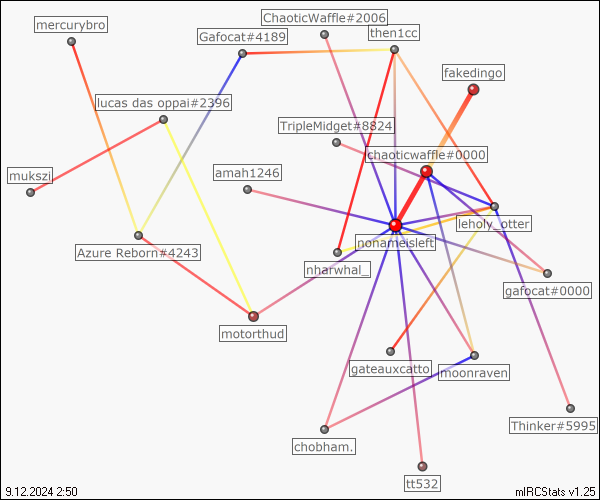 ChaoticWaffle#2006
mercurybro
Gafocat#4189
then1cc
fakedingo
lucas das oppai#2396
TripleMidget#8824
chaoticwaffle#0000
mukszi
amah1246
leholy_otter
Azure Reborn#4243
nonameisleft
nharwhal_
gafocat#0000
motorthud
gateauxcatto
moonraven
Thinker#5995
chobham.
tt532
9.12.2024 2:50
mIRCStats v1.25